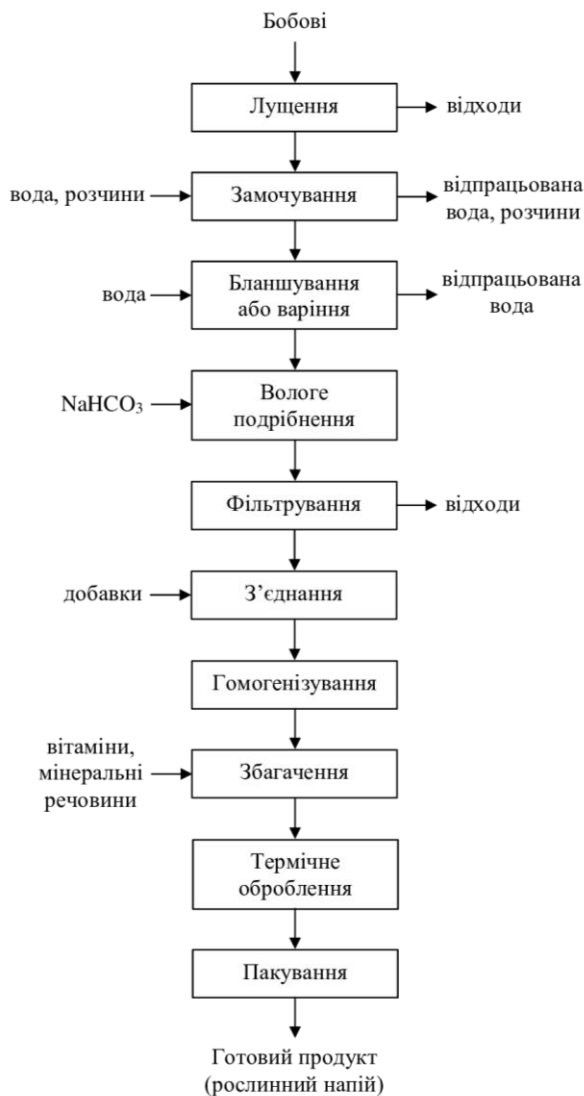 Бобові
Лущення
відходи
вода, розчини
Замочування
відпрацьована
вода, розчини
вода
Бланшування
або варіння
відпрацьована
вода
NaHCO₃
Вологе
подрібнення
Фільтрування
відходи
добавки
З’єднання
Гомогенізування
вітаміни,
мінеральні
речовини
Збагачення
Термічне
оброблення
Пакування
Готовий продукт
(рослинний напій)